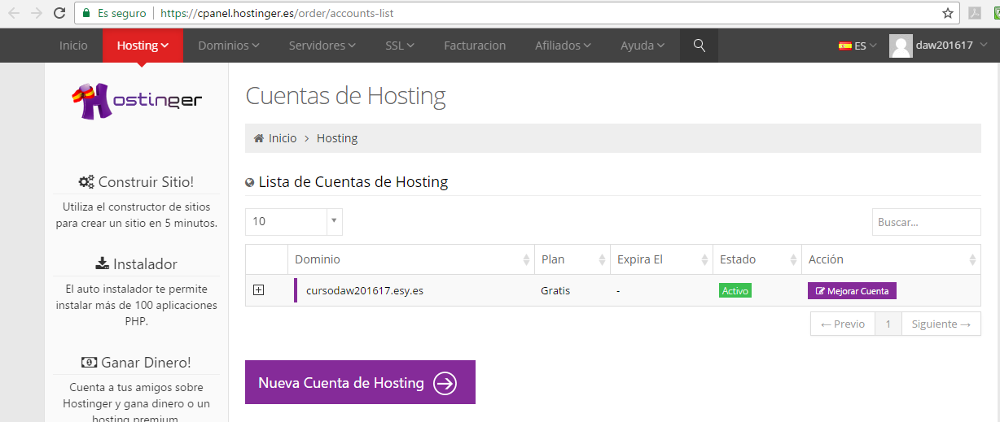 Es seguro https://cpanel.hostinger.es/order/accounts-list
Inicio Hosting Dominios Servidores SSL Facturacion Afiliados Ayuda ES daw201617
Hostinger
Construir Sitio!
Utiliza el constructor de sitios
para crear un sitio en 5 minutos.
Instalador
El auto instalador te permite
instalar más de 100 aplicaciones
PHP.
Ganar Dinero!
Cuenta a tus amigos sobre
Hostinger y gana dinero o un
hosting premium
Cuentas de Hosting
Inicio > Hosting
Lista de Cuentas de Hosting
10 Buscar...
Dominio Plan Expira El Estado Acción
cursodaw201617.esy.es Gratis - Activo Mejorar Cuenta
← Previo 1 Siguiente →
Nueva Cuenta de Hosting